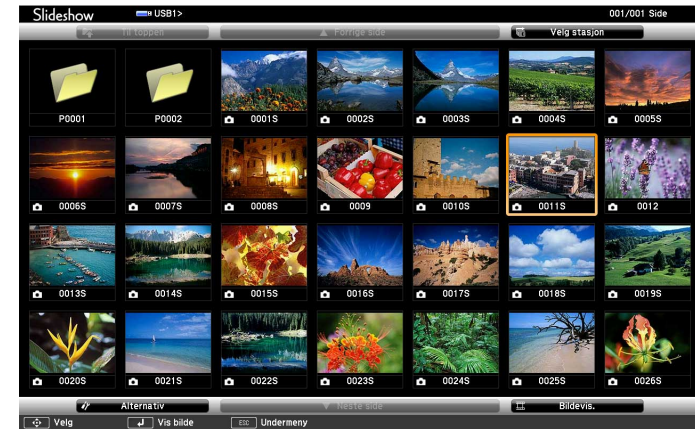 Slideshow USB1> 001/001 Side
Til toppen Forrige side Velg stasjon
P0001 P0002 0001S 0002S 0003S 0004S 0005S
0006S 0007S 0008S 0009 0010S 0011S 0012
0013S 0014S 0015S 0016S 0017S 0018S 0019S
0020S 0021S 0022S 0023S 0024S 0025S 0026S
Alternativ Neste side Bildevis.
Velg Vis bilde ESC Undermeny